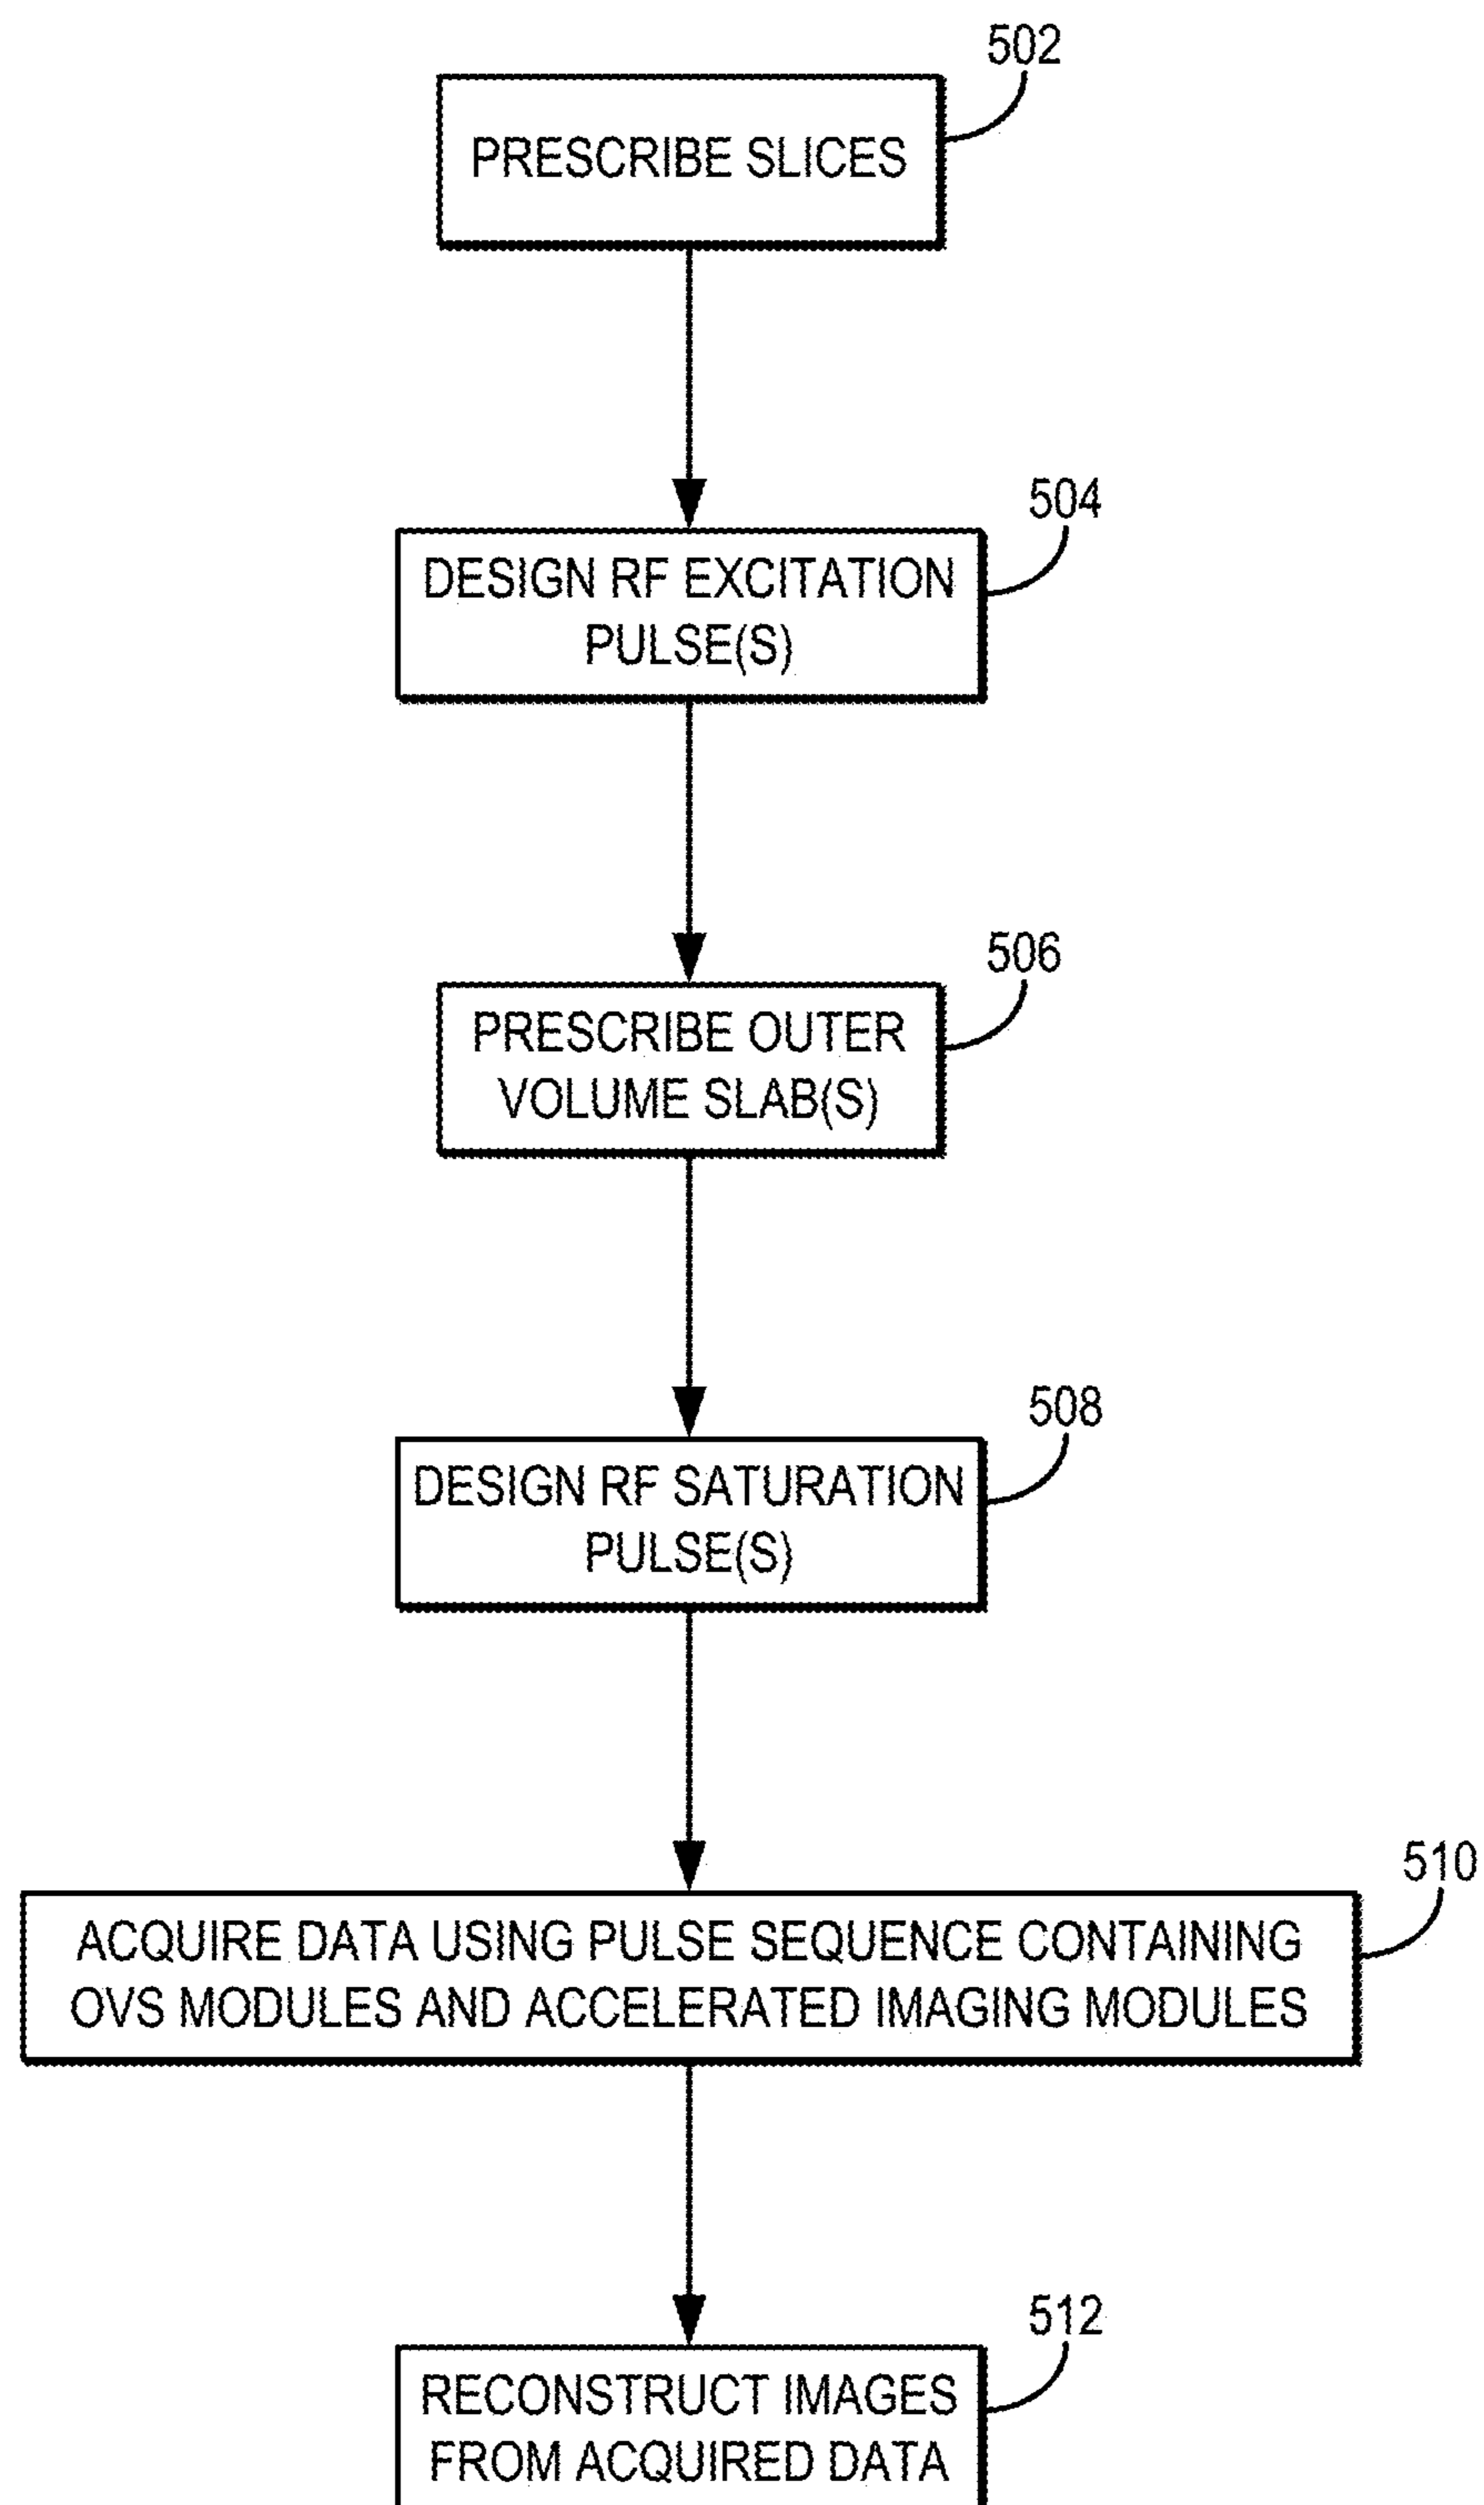 502
PRESCRIBE SLICES
504
DESIGN RF EXCITATION
PULSE(S)
506
PRESCRIBE OUTER
VOLUME SLAB(S)
508
DESIGN RF SATURATION
PULSE(S)
510
ACQUIRE DATA USING PULSE SEQUENCE CONTAINING
OVS MODULES AND ACCELERATED IMAGING MODULES
512
RECONSTRUCT IMAGES
FROM ACQUIRED DATA